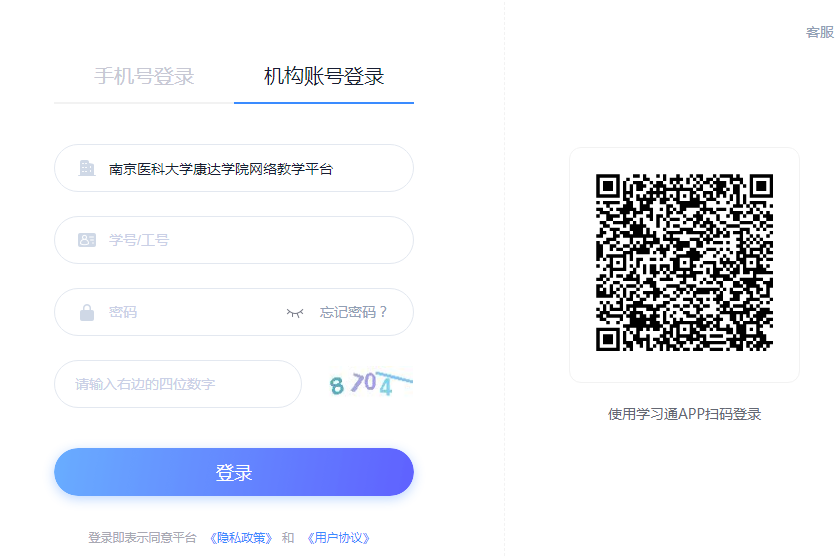 客服
手机号登录 机构账号登录
南京医科大学康达学院网络教学平台
学号/工号
密码 忘记密码？
请输入右边的四位数字 8704
登录
登录即表示同意平台 《隐私政策》 和 《用户协议》
使用学习通APP扫码登录